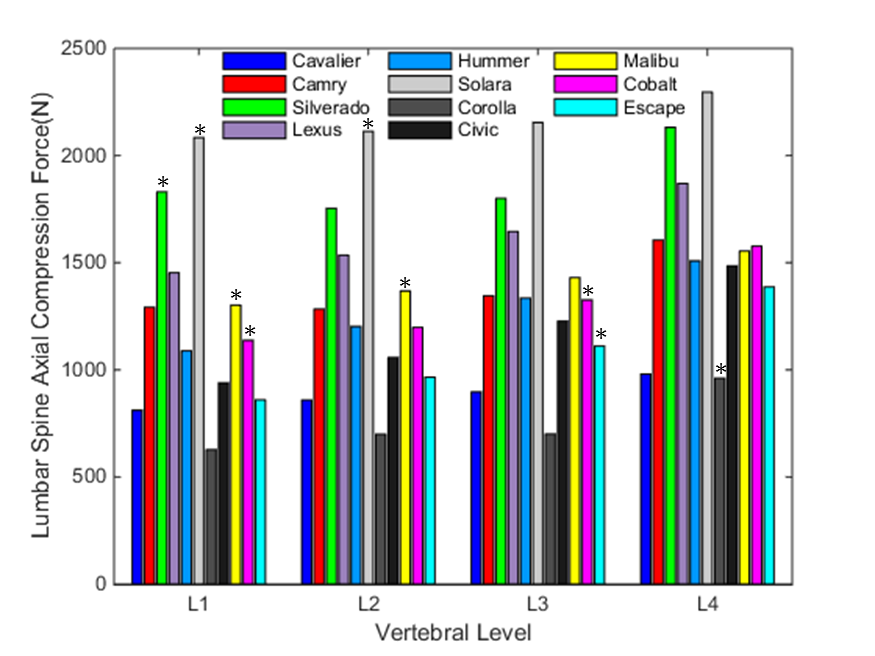 Lumbar Spine Axial Compression Force(N)
2500
2000
1500
1000
500
0
Cavalier
Camry
Silverado
Lexus
Hummer
Solara
Corolla
Civic
Malibu
Cobalt
Escape
*
*
*
*
*
*
*
*
*
L1
L2
L3
L4
Vertebral Level